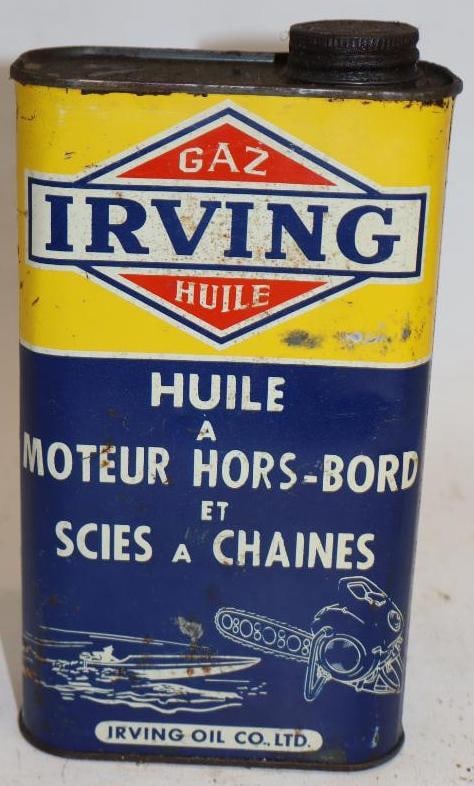 GAZ
IRVING
HUILE
HUILE
A
MOTEUR HORS-BORD
ET
SCIES A CHAINES
IRVING OIL CO., LTD.